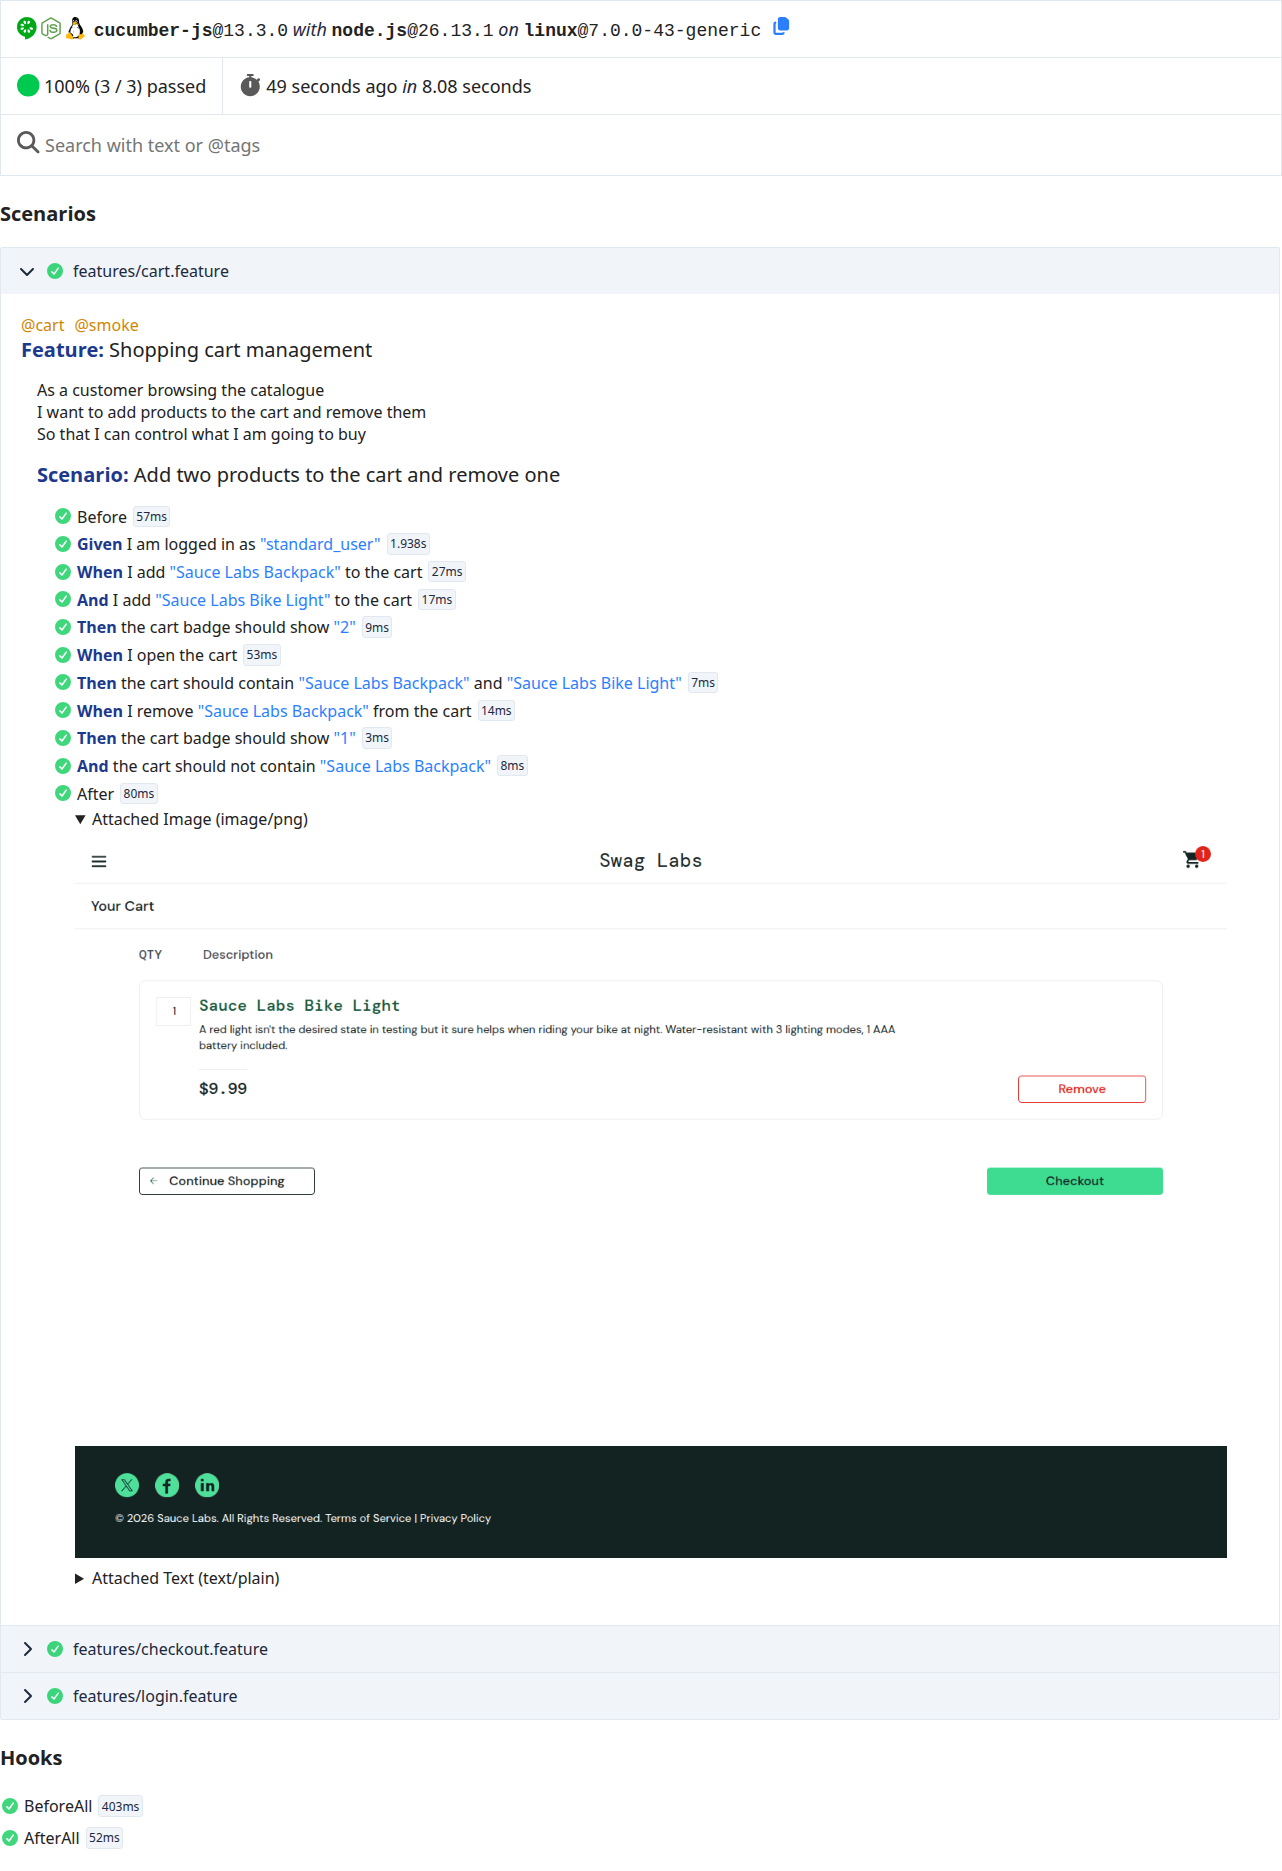 cucumber-js@13.3.0 with node.js@26.13.1 on linux@7.0.0-43-generic
100% (3 / 3) passed
49 seconds ago in 8.08 seconds
Search with text or @tags
Scenarios
features/cart.feature
@cart @smoke
Feature: Shopping cart management
As a customer browsing the catalogue
I want to add products to the cart and remove them
So that I can control what I am going to buy
Scenario: Add two products to the cart and remove one
Before 57ms
Given I am logged in as "standard_user" 1.938s
When I add "Sauce Labs Backpack" to the cart 27ms
And I add "Sauce Labs Bike Light" to the cart 17ms
Then the cart badge should show "2" 9ms
When I open the cart 53ms
Then the cart should contain "Sauce Labs Backpack" and "Sauce Labs Bike Light" 7ms
When I remove "Sauce Labs Backpack" from the cart 14ms
Then the cart badge should show "1" 3ms
And the cart should not contain "Sauce Labs Backpack" 8ms
After 80ms
Attached Image (image/png)
Swag Labs
1
Your Cart
QTY Description
1
Sauce Labs Bike Light
A red light isn't the desired state in testing but it sure helps when riding your bike at night. Water-resistant with 3 lighting modes, 1 AAA
battery included.
$9.99
Remove
Continue Shopping
Checkout
© 2026 Sauce Labs. All Rights Reserved. Terms of Service | Privacy Policy
Attached Text (text/plain)
features/checkout.feature
features/login.feature
Hooks
BeforeAll 403ms
AfterAll 52ms